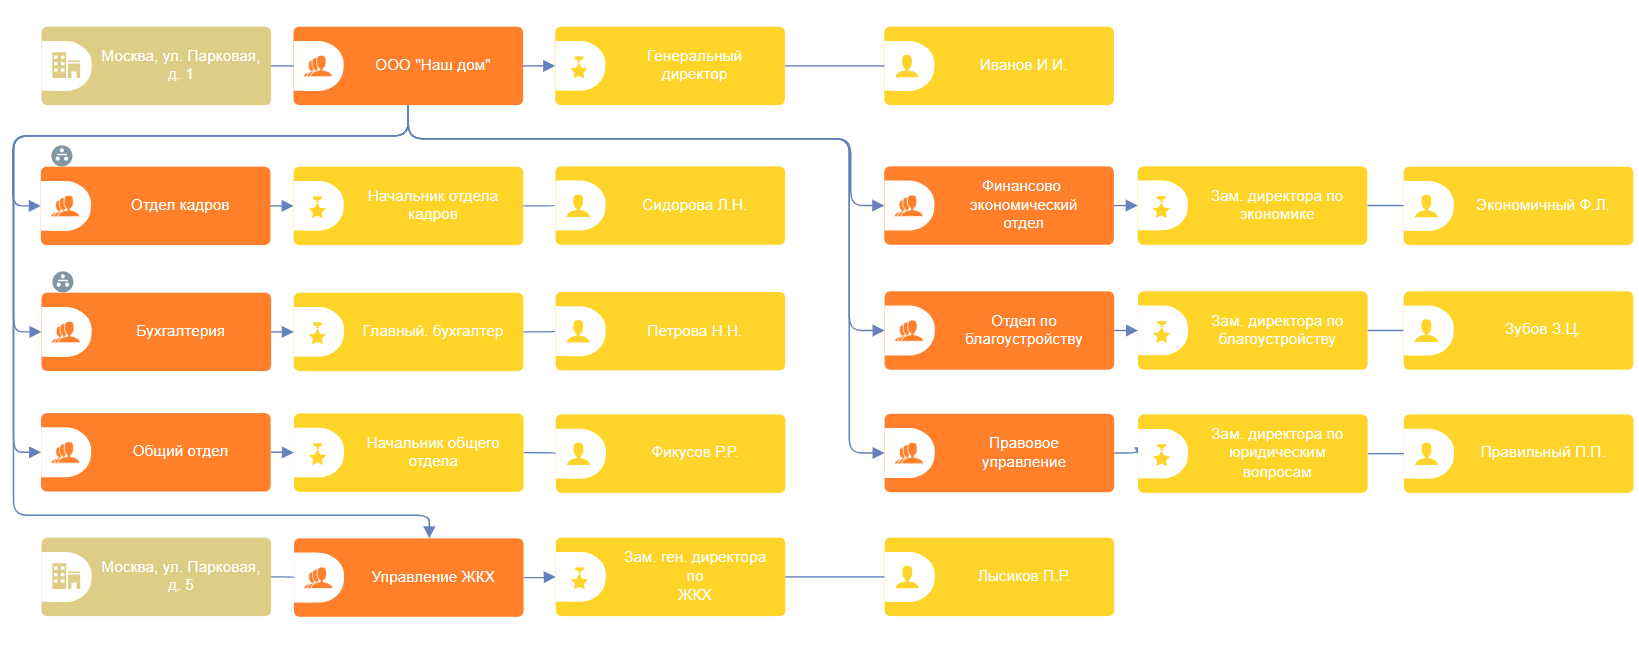 Москва, ул. Парковая,
д. 1
ООО "Наш дом"
Генеральный
директор
Иванов И.И.
Отдел кадров
Начальник отдела
кадров
Сидорова Л.Н.
Финансово
экономический
отдел
Зам. директора по
экономике
Экономичный Ф.Л.
Бухгалтерия
Главный. бухгалтер
Петрова Н.Н.
Отдел по
благоустройству
Зам. директора по
благоустройству
Зубов З.Ц.
Общий отдел
Начальник общего
отдела
Фикусов Р.Р.
Правовое
управление
Зам. директора по
юридическим
вопросам
Правильный П.П.
Москва, ул. Парковая,
д. 5
Управление ЖКХ
Зам. ген. директора
по
ЖКХ
Лысиков П.Р.